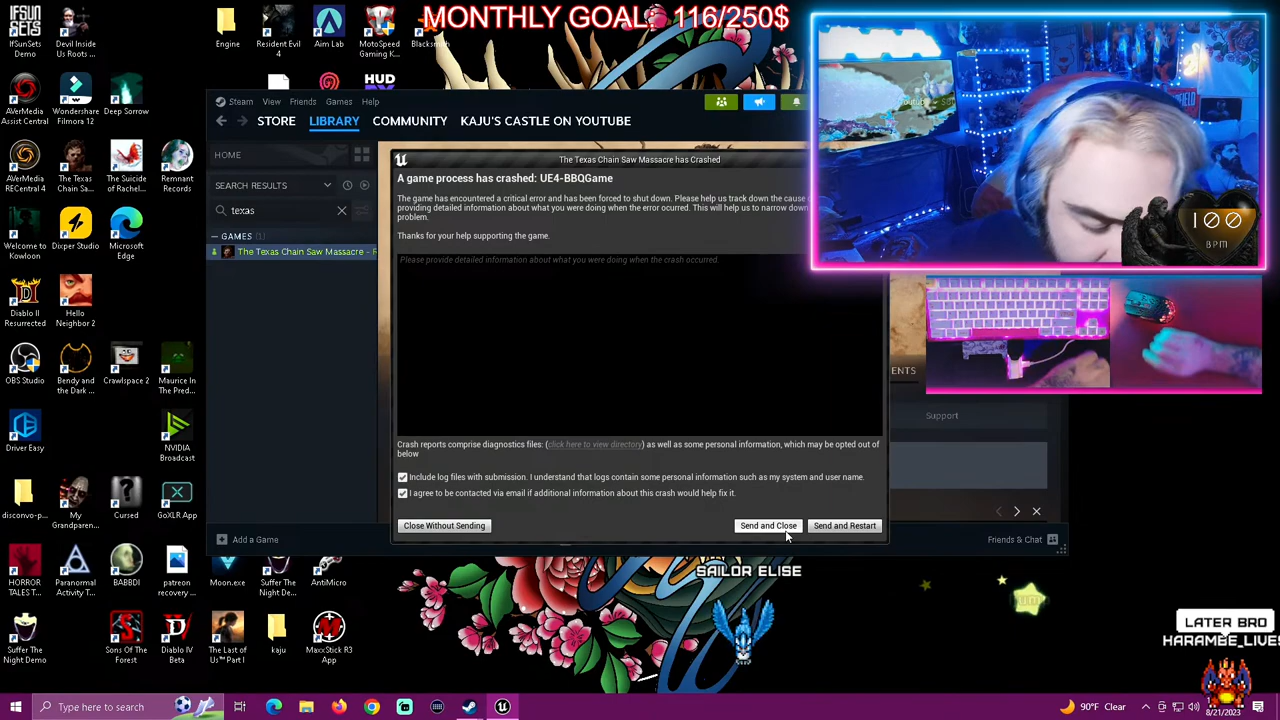 MONTHLY GOAL: 116/250$
IfSunSets
Demo
Devil Inside
Us Roots ...
Engine
Resident Evil
4
Aim Lab
MotoSpeed
Gaming K...
Blacksmith
AVerMedia
Assist Central
Wondershare
Filmora 12
Deep Sorrow
HUD
AVerMedia
RECentral 4
The Texas
Chain Sa...
The Suicide
of Rachel...
Remnant
Records
Welcome to
Kowloon
Dixper Studio
Microsoft
Edge
Diablo II
Resurrected
Hello
Neighbor 2
OBS Studio
Bendy and
the Dark ...
Crawlspace 2
Maurice In
The Pred...
Driver Easy
NVIDIA
Broadcast
disconvo-p...
My
Grandparen...
Cursed
GoXLR App
HORROR
TALES T...
Paranormal
Activity T...
BABBDI
patreon
recovery ...
Moon.exe
Suffer The
Night De...
AntiMicro
Suffer The
Night Demo
Sons Of The
Forest
Diablo IV
Beta
The Last of
Us™ Part I
kaju
MaxxStick R3
App
Steam View Friends Games Help
STORE LIBRARY COMMUNITY KAJU'S CASTLE ON YOUTUBE
HOME
SEARCH RESULTS
texas
GAMES (1)
The Texas Chain Saw Massacre - R
Add a Game
Friends & Chat
ENTS
Support
The Texas Chain Saw Massacre has Crashed
A game process has crashed: UE4-BBQGame
The game has encountered a critical error and has been forced to shut down. Please help us track down the cause
providing detailed information about what you were doing when the error ocurred. This will help us to narrow down
problem.
Thanks for your help supporting the game.
Please provide detailed information about what you were doing when the crash occurred.
Crash reports comprise diagnostics files: (click here to view directory) as well as some personal information, which may be opted out of
below
Include log files with submission. I understand that logs contain some personal information such as my system and user name.
I agree to be contacted via email if additional information about this crash would help fix it.
Close Without Sending
Send and Close
Send and Restart
100
BPM
SAILOR ELISE
LATER BRO
HARAMBE_LIVES
Type here to search
90°F Clear
8/21/2023